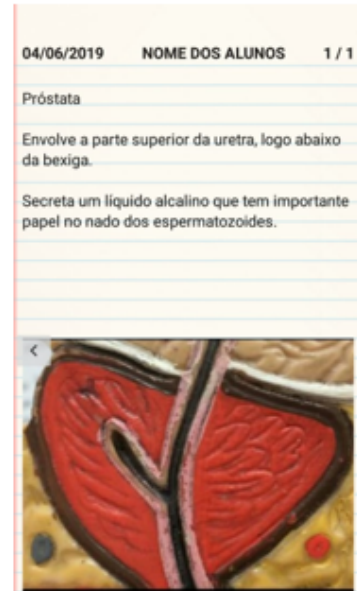 04/06/2019 NOME DOS ALUNOS 1 / 1
Próstata
Envolve a parte superior da uretra, logo abaixo
da bexiga.
Secreta um líquido alcalino que tem importante
papel no nado dos espermatozoides.